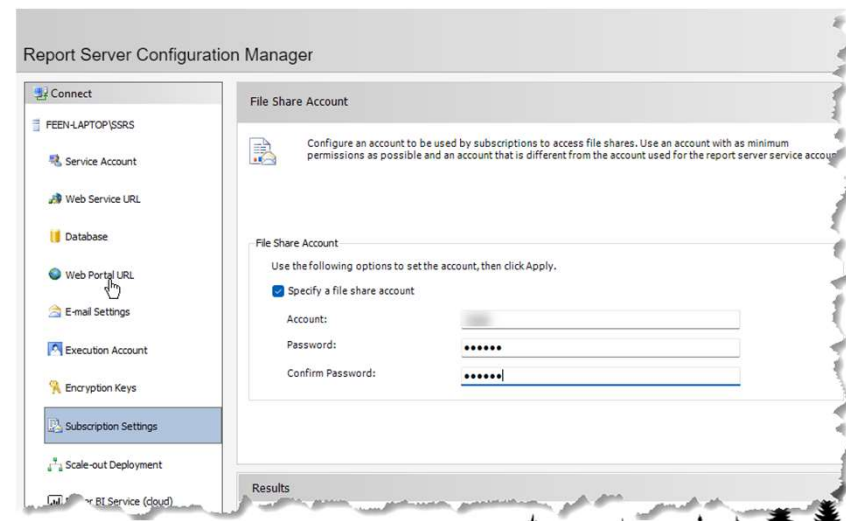 Report Server Configuration Manager
Connect
FEEN-LAPTOP\SSRS
Service Account
Web Service URL
Database
Web Portal URL
E-mail Settings
Execution Account
Encryption Keys
Subscription Settings
Scale-out Deployment
BI Service (cloud)
File Share Account
Configure an account to be used by subscriptions to access file shares. Use an account with as minimum
permissions as possible and an account that is different from the account used for the report server service
File Share Account
Use the following options to set the account, then click Apply.
Specify a file share account
Account:
Password:
••••••
Confirm Password:
••••••
Results